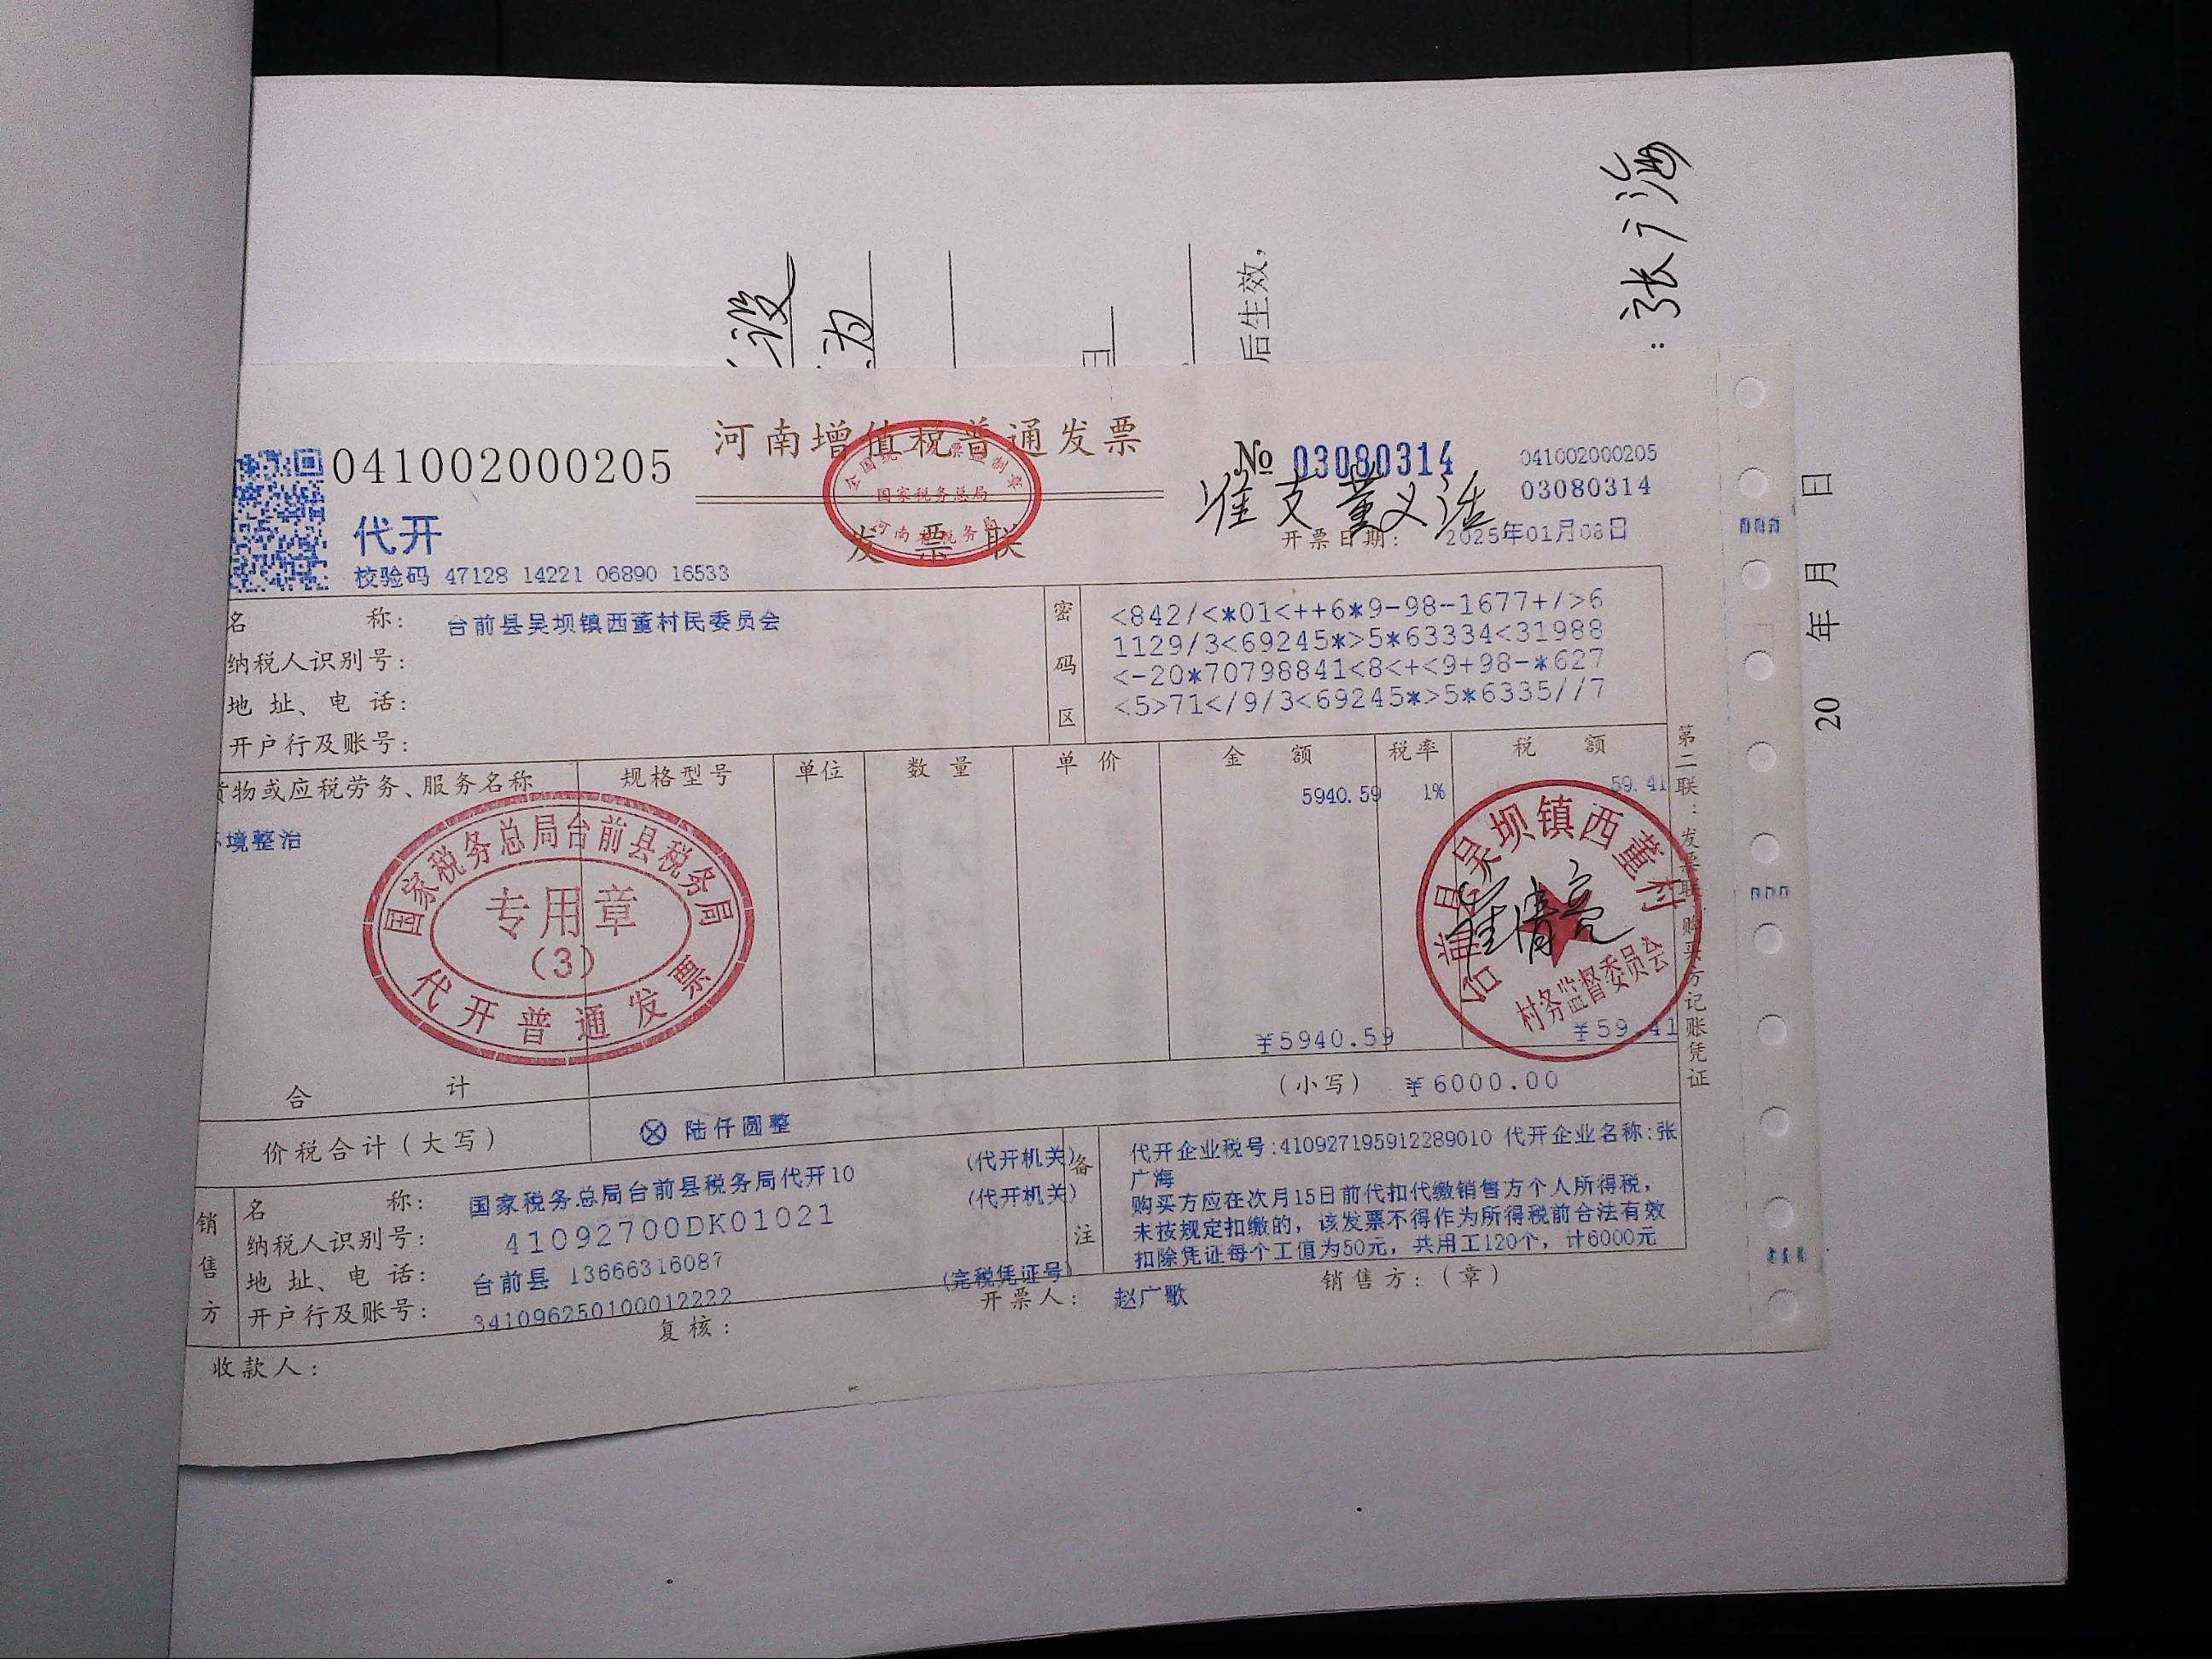 张广海
后生效,
20 年 月 日
河南增值税普通发票
041002000205
№ 03080314
041002000205
03080314
准支
代开
国家税务总局
发票联
开票日期: 2025年01月08日
校验码 47128 14221 06890 16533
名 称: 台前县吴坝镇西董村民委员会
纳税人识别号:
地 址、电 话:
开户行及账号:
密码区
<842/<*01<++6*9-98-1677+/>6
1129/3<69245*>5*63334<31988
<-20*70798841<8<+<9+98-*627
<5>71</9/3<69245*>5*6335//7
货物或应税劳务、服务名称 规格型号 单位 数 量 单 价 金 额 税率 税 额
境整治 5940.59 1% 59.41
国家税务总局台前县税务局
专用章
(3)
代开普通发票
台前县吴坝镇西董村
村务监督委员会
合 计 ¥5940.59 ¥59.41
价税合计(大写) ⊗ 陆仟圆整 (小写) ¥6000.00
销售方
名 称: 国家税务总局台前县税务局代开10 (代开机关)
纳税人识别号: 41092700DK01021 (代开机关)
地 址、电 话: 台前县 13666316087
开户行及账号: 341096250100012222 (完税凭证号)
备注
代开企业税号:410927195912289010 代开企业名称:张
广海
购买方应在次月15日前代扣代缴销售方个人所得税,
未按规定扣缴的, 该发票不得作为所得税前合法有效
扣除凭证每个工值为50元, 共用工120个, 计6000元
收款人: 复核: 开票人: 赵广歌 销售方:(章)
第二联:发票联 购买方记账凭证